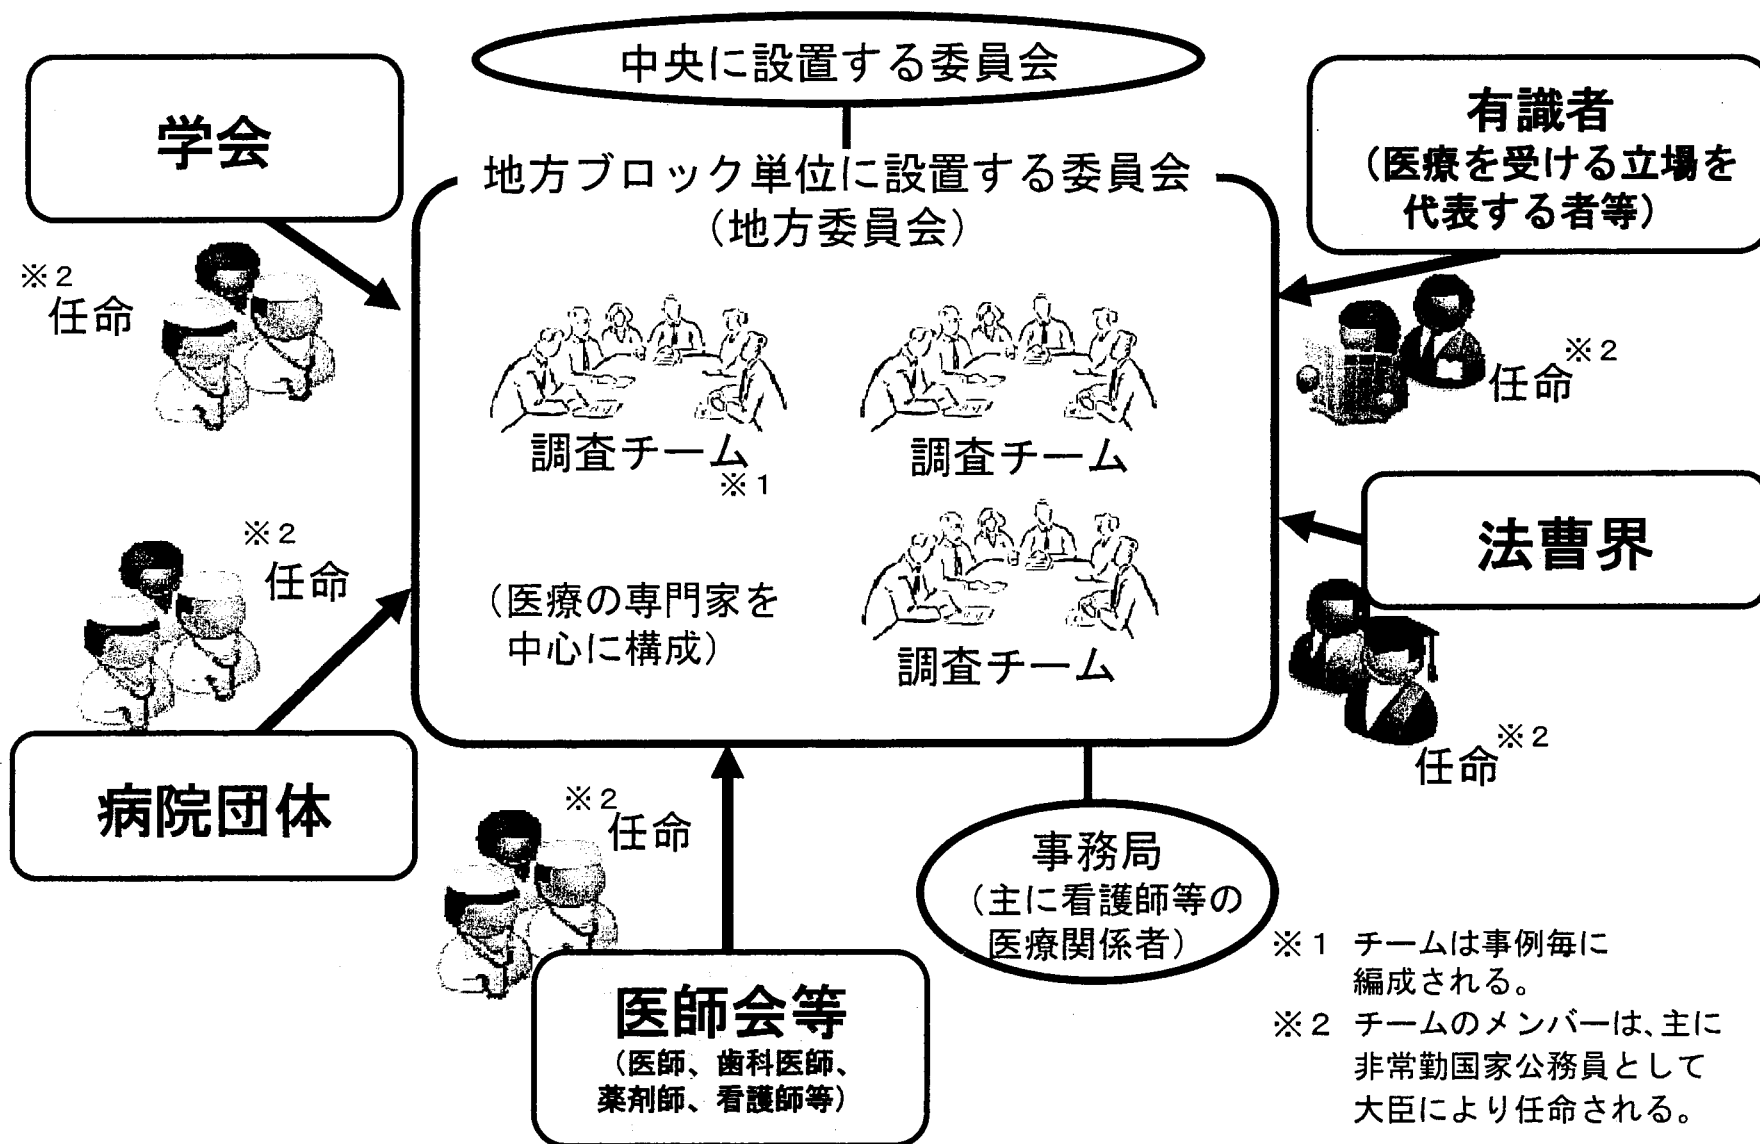 中央に設置する委員会
学会
有識者
（医療を受ける立場を
代表する者等）
地方ブロック単位に設置する委員会
（地方委員会）
※２
任命
任命※２
調査チーム
※１
調査チーム
法曹界
※２
任命
（医療の専門家を
中心に構成）
調査チーム
任命※２
病院団体
※２
任命
事務局
（主に看護師等の
医療関係者）
医師会等
（医師、歯科医師、
薬剤師、看護師等）
※１ チームは事例毎に
編成される。
※２ チームのメンバーは、主に
非常勤国家公務員として
大臣により任命される。